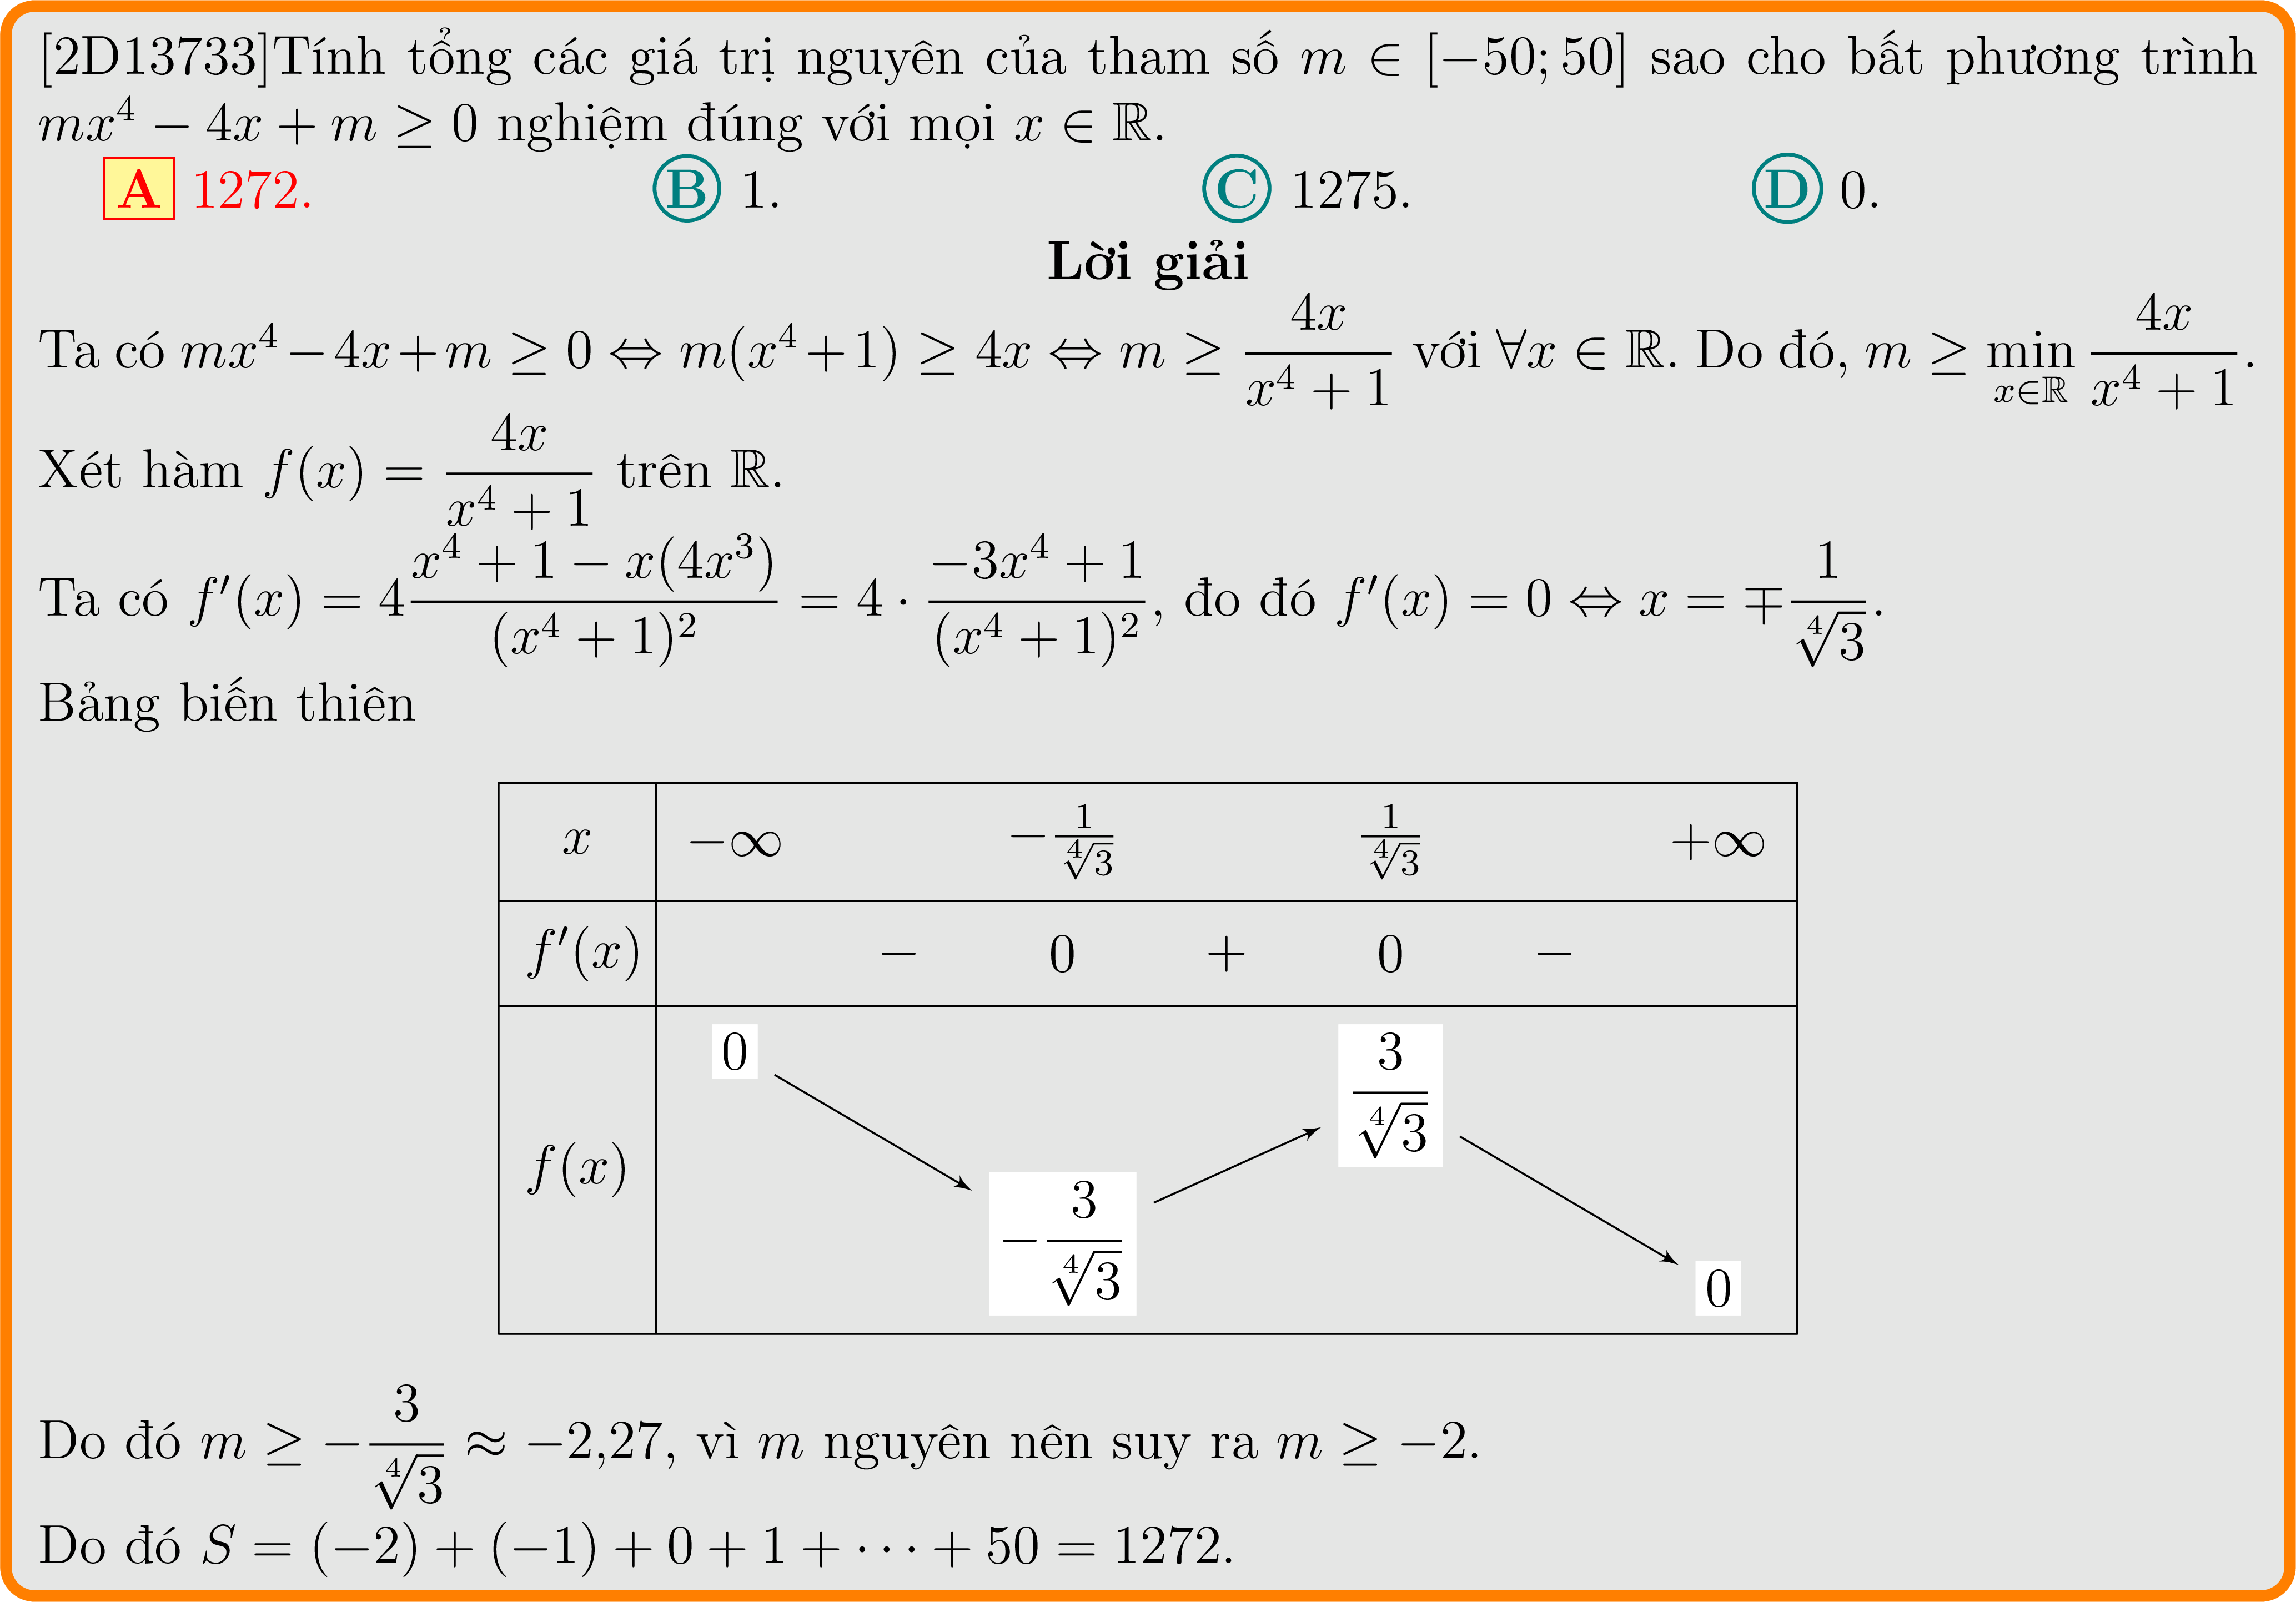 [2D13733]Tính tổng các giá trị nguyên của tham số $m \in [-50; 50]$ sao cho bất phương trình
$mx^4 - 4x + m \geq 0$ nghiệm đúng với mọi $x \in \mathbb{R}$.
A 1272. B 1. C 1275. D 0.
Lời giải
Ta có $mx^4 - 4x + m \geq 0 \Leftrightarrow m(x^4 + 1) \geq 4x \Leftrightarrow m \geq \frac{4x}{x^4 + 1}$ với $\forall x \in \mathbb{R}$. Do đó, $m \geq \min_{x \in \mathbb{R}} \frac{4x}{x^4 + 1}$.
Xét hàm $f(x) = \frac{4x}{x^4 + 1}$ trên $\mathbb{R}$.
Ta có $f'(x) = 4\frac{x^4 + 1 - x(4x^3)}{(x^4 + 1)^2} = 4 \cdot \frac{-3x^4 + 1}{(x^4 + 1)^2}$, do đó $f'(x) = 0 \Leftrightarrow x = \mp\frac{1}{\sqrt[4]{3}}$.
Bảng biến thiên
$x$ $-\infty$ $-\frac{1}{\sqrt[4]{3}}$ $\frac{1}{\sqrt[4]{3}}$ $+\infty$
$f'(x)$ $-$ 0 $+$ 0 $-$
$f(x)$ 0 $-\frac{3}{\sqrt[4]{3}}$ $\frac{3}{\sqrt[4]{3}}$ 0
Do đó $m \geq -\frac{3}{\sqrt[4]{3}} \approx -2{,}27$, vì $m$ nguyên nên suy ra $m \geq -2$.
Do đó $S = (-2) + (-1) + 0 + 1 + \cdots + 50 = 1272$.